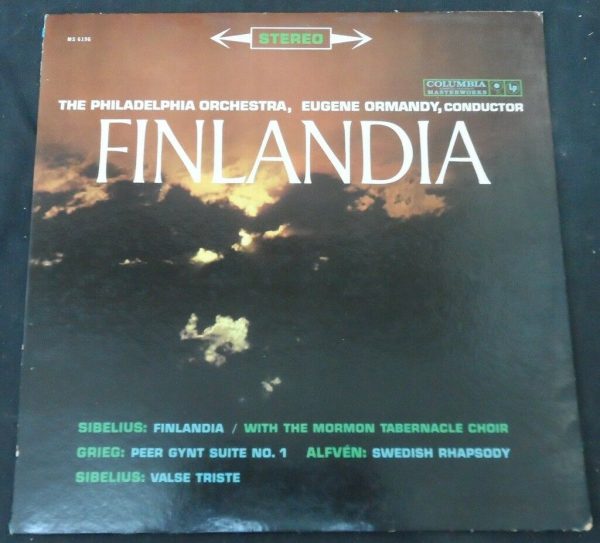 MS 6196
STEREO
COLUMBIA
MASTERWORKS
Lp
THE PHILADELPHIA ORCHESTRA, EUGENE ORMANDY, CONDUCTOR
FINLANDIA
SIBELIUS: FINLANDIA / WITH THE MORMON TABERNACLE CHOIR
GRIEG: PEER GYNT SUITE NO. 1 ALFVÉN: SWEDISH RHAPSODY
SIBELIUS: VALSE TRISTE